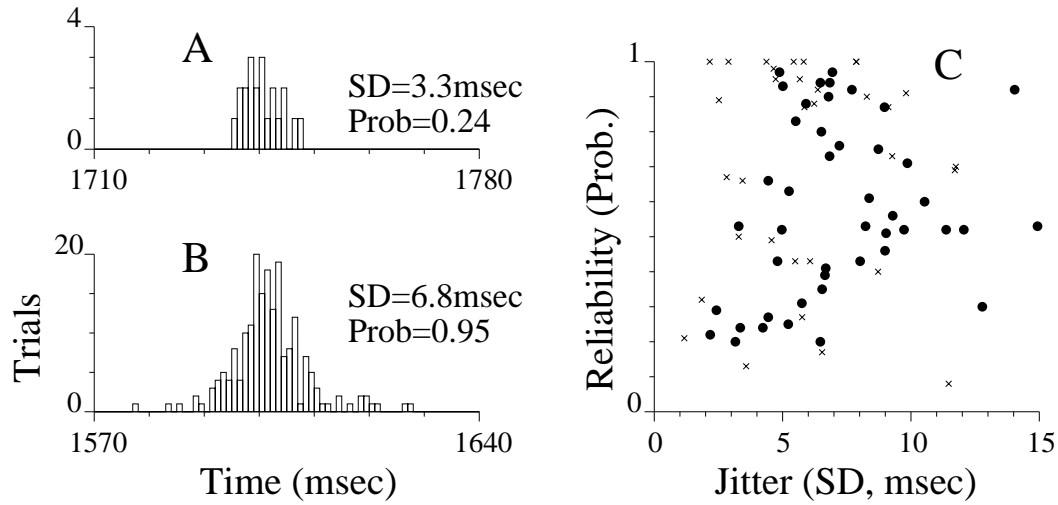 4
A
SD=3.3msec
Prob=0.24
0
1710
1780
20
B
SD=6.8msec
Prob=0.95
Trials
0
1570
1640
Time (msec)
1
C
Reliability (Prob.)
0
0
5
10
15
Jitter (SD, msec)